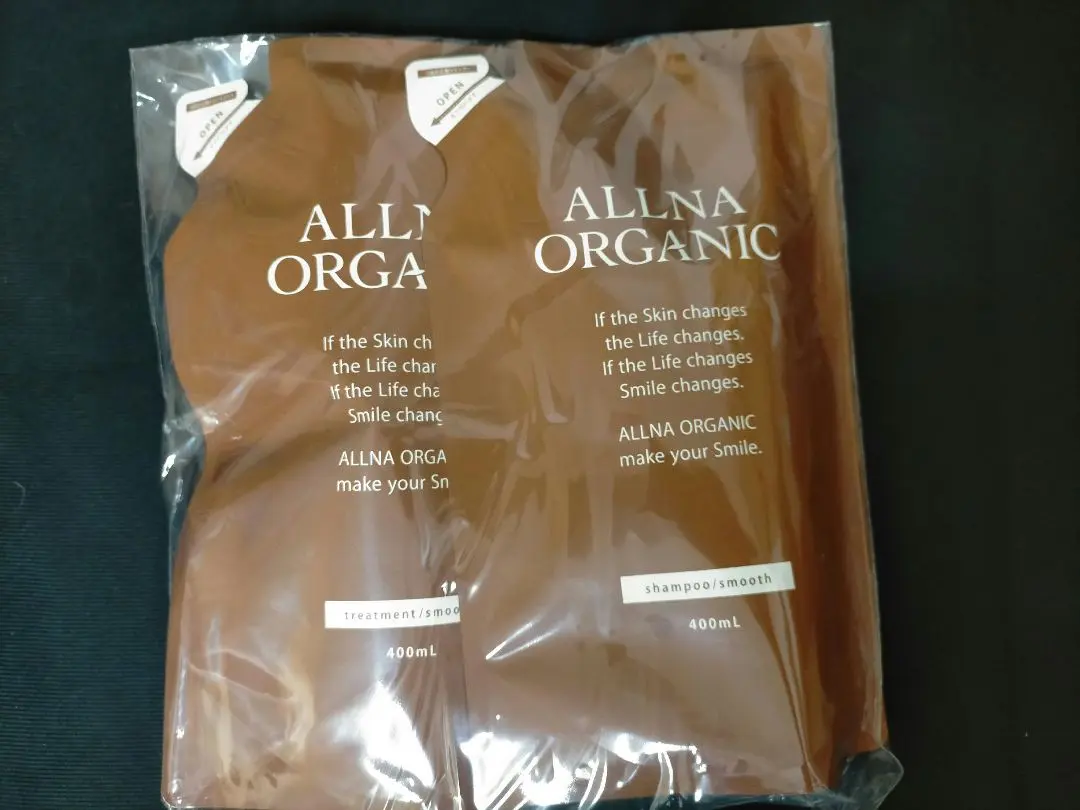 OPEN
ALLN
ORGA
If the Skin ch
the Life chan
If the Life cha
Smile chang
ALLNA ORGA
make your Sn
treatment/smoo
400mL
OPEN
ALLNA
ORGANIC
If the Skin changes
the Life changes.
If the Life changes
Smile changes.
ALLNA ORGANIC
make your Smile.
shampoo/smooth
400mL